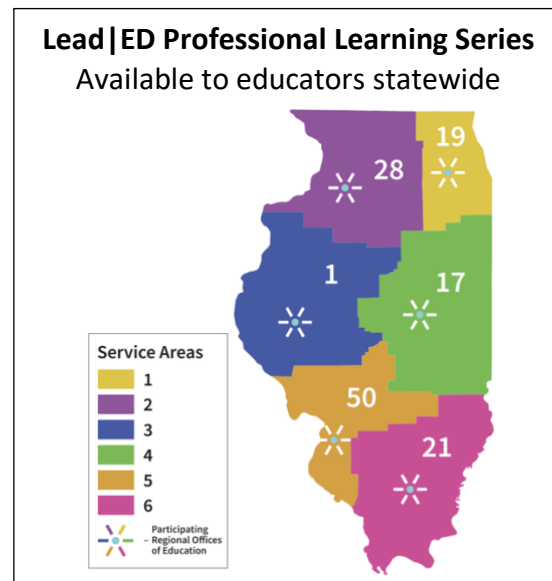 Lead|ED Professional Learning Series
Available to educators statewide
19
28
1
17
50
21
Service Areas
1
2
3
4
5
6
Participating
– Regional Offices
of Education